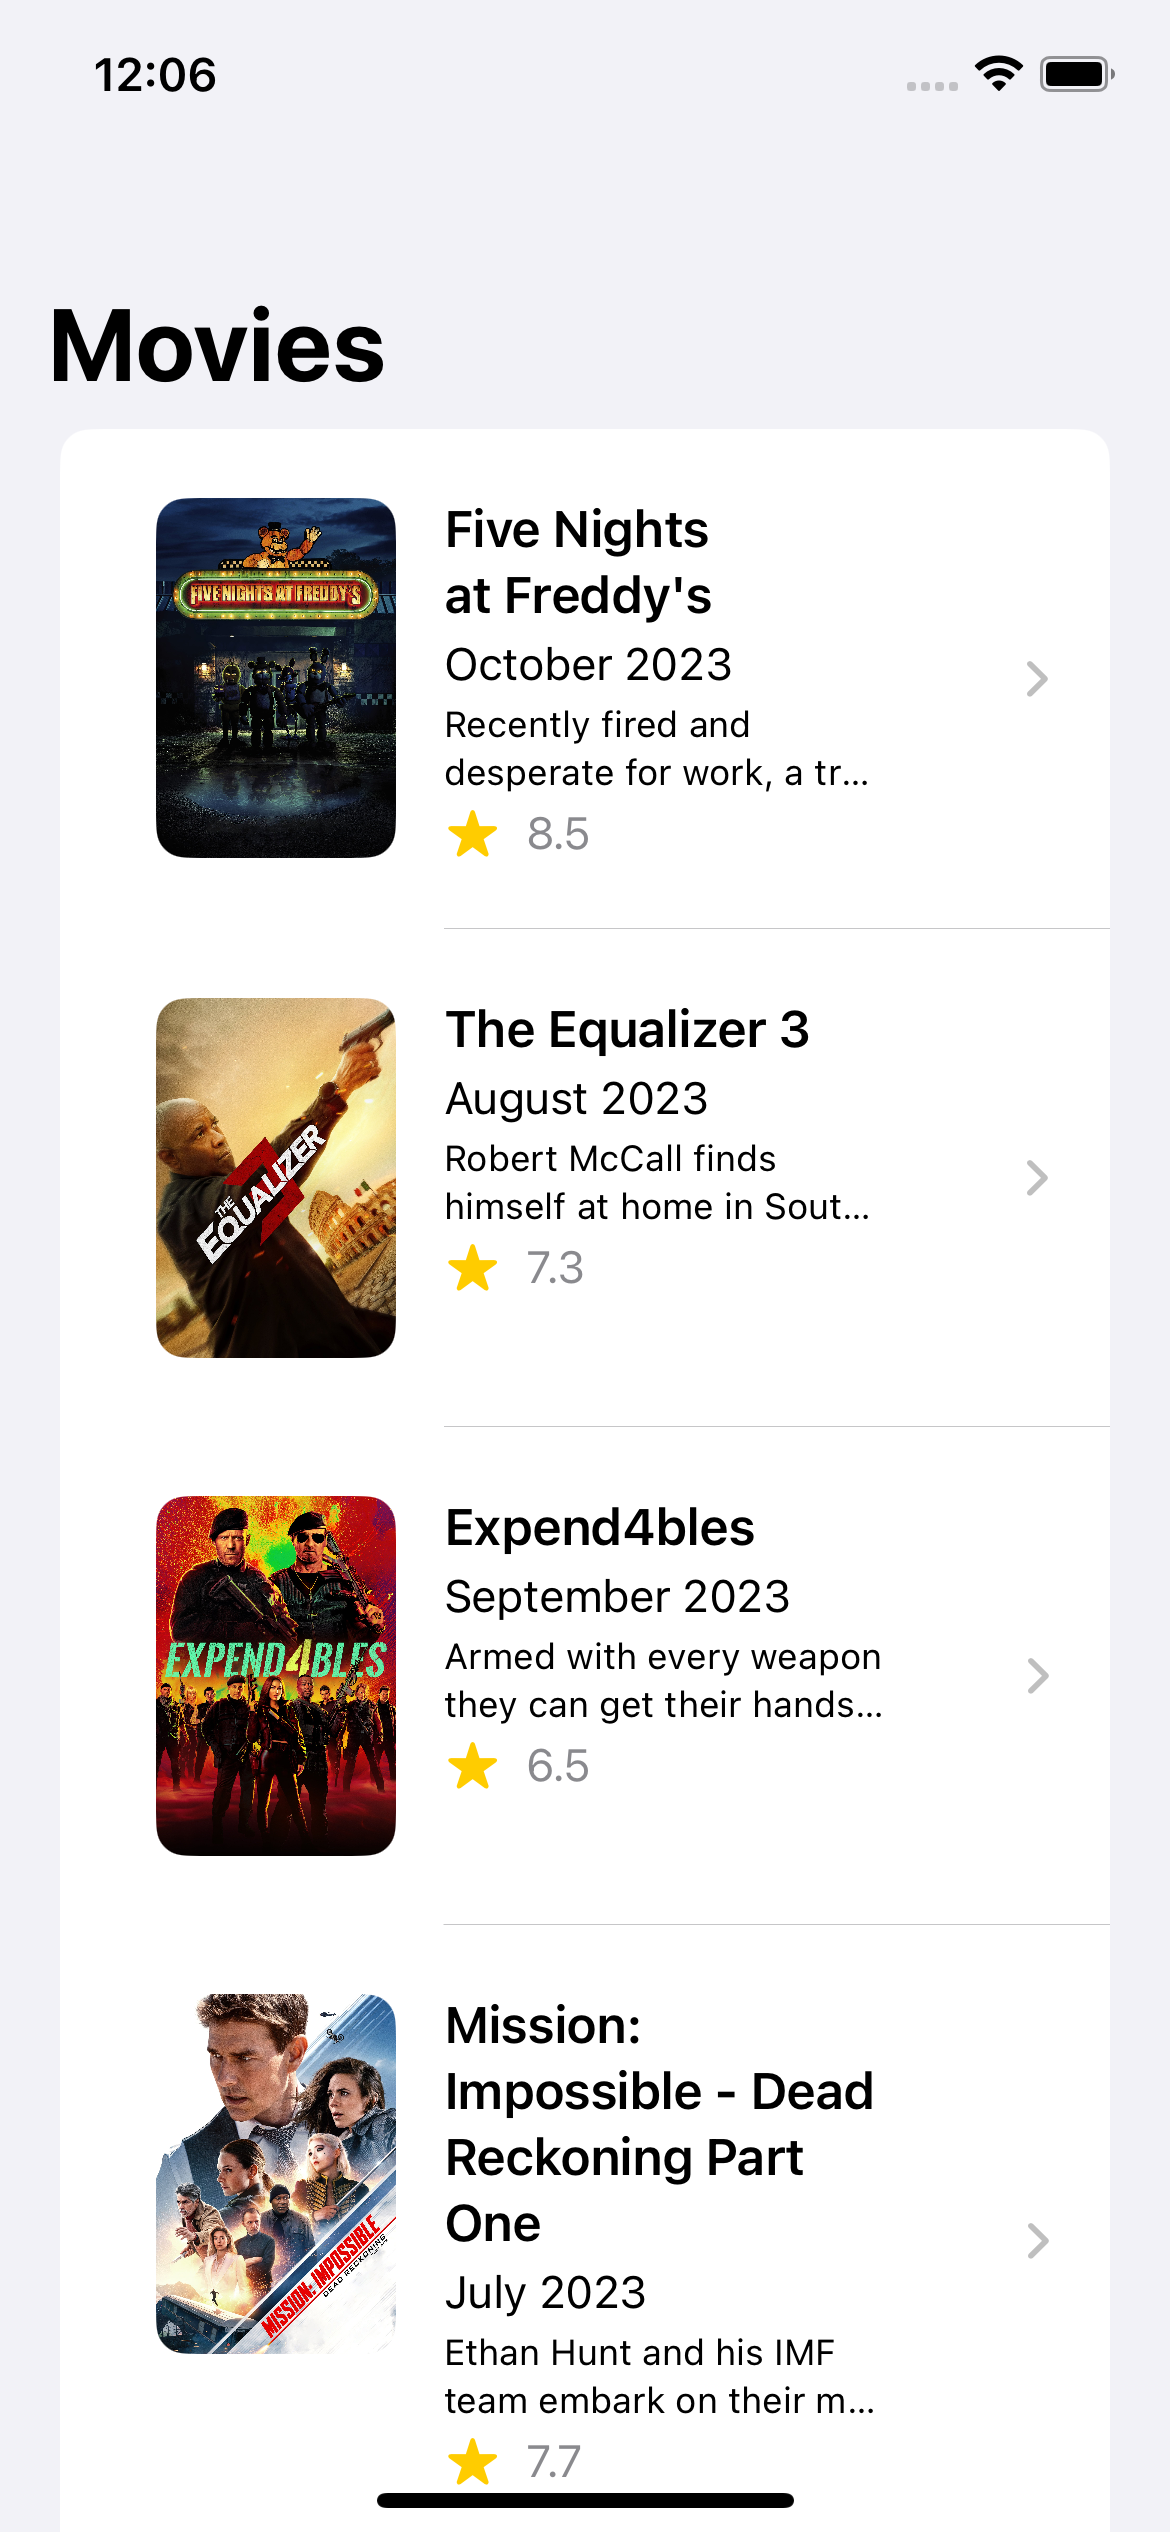 12:06
Movies
FIVE NIGHTS AT FREDDY'S
Five Nights
at Freddy's
October 2023
Recently fired and
desperate for work, a tr...
8.5
THE
EQUALIZER
3
The Equalizer 3
August 2023
Robert McCall finds
himself at home in Sout...
7.3
EXPEND4BLES
Expend4bles
September 2023
Armed with every weapon
they can get their hands...
6.5
MISSION: IMPOSSIBLE
DEAD RECKONING
Mission:
Impossible - Dead
Reckoning Part
One
July 2023
Ethan Hunt and his IMF
team embark on their m...
7.7